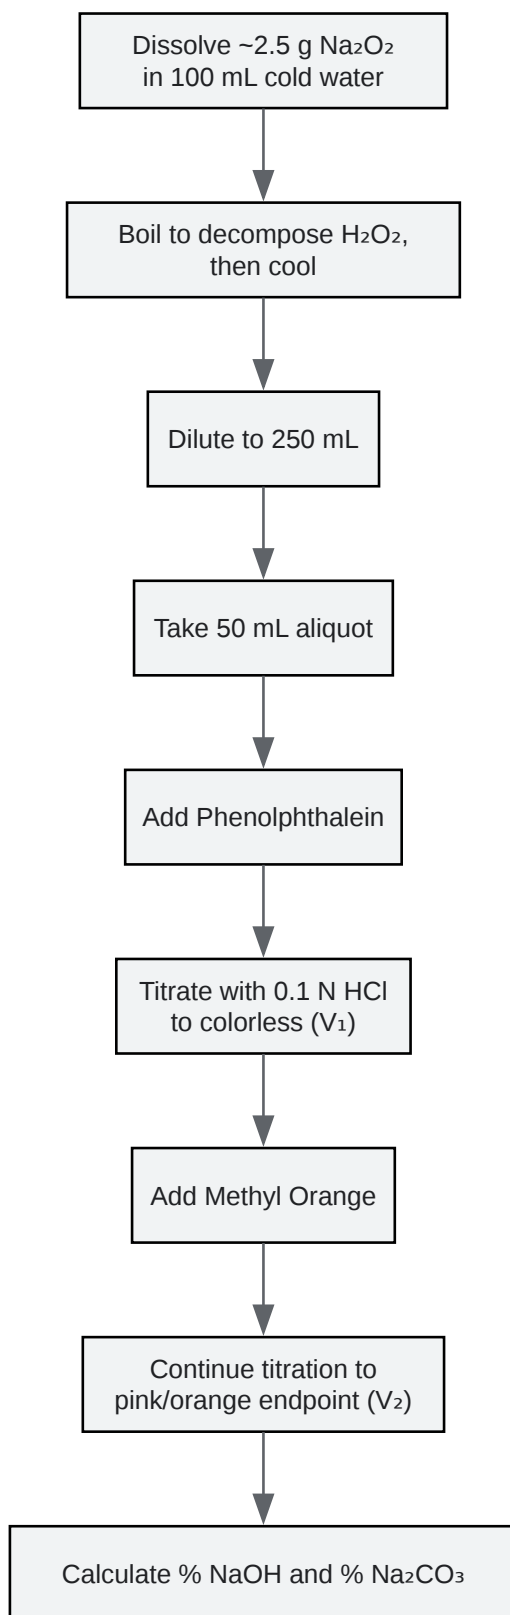 Dissolve ~2.5 g Na₂O₂
in 100 mL cold water
Boil to decompose H₂O₂,
then cool
Dilute to 250 mL
Take 50 mL aliquot
Add Phenolphthalein
Titrate with 0.1 N HCl
to colorless (V₁)
Add Methyl Orange
Continue titration to
pink/orange endpoint (V₂)
Calculate % NaOH and % Na₂CO₃